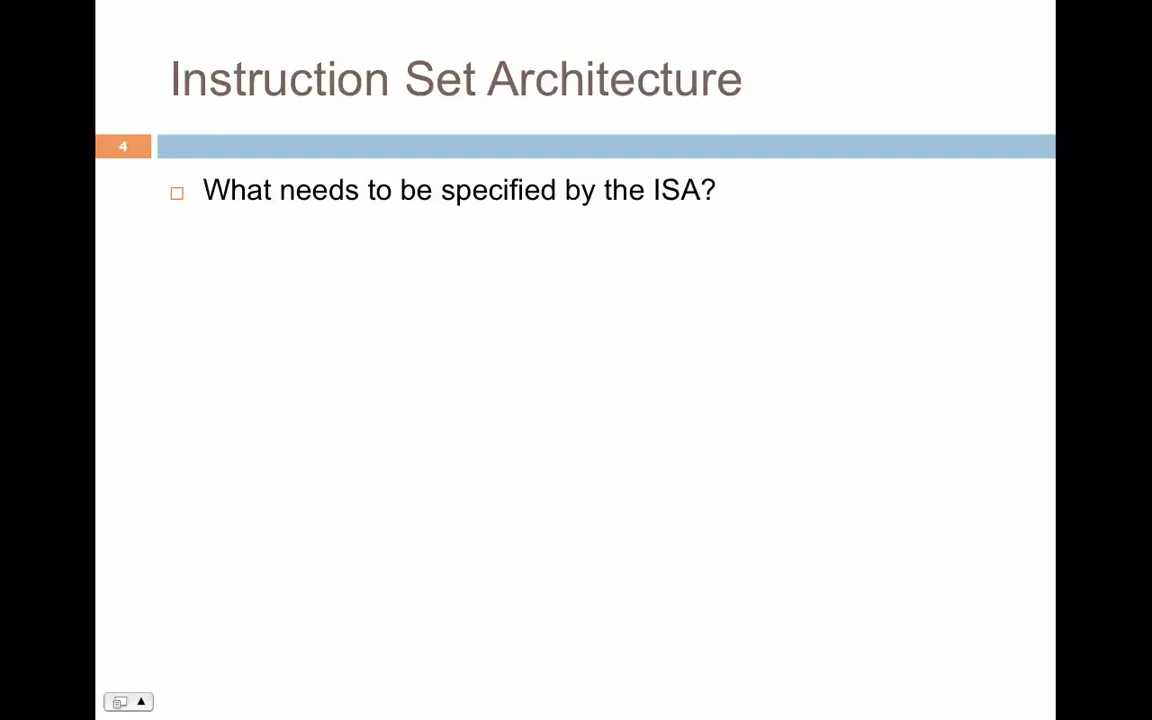 Instruction Set Architecture
4
What needs to be specified by the ISA?